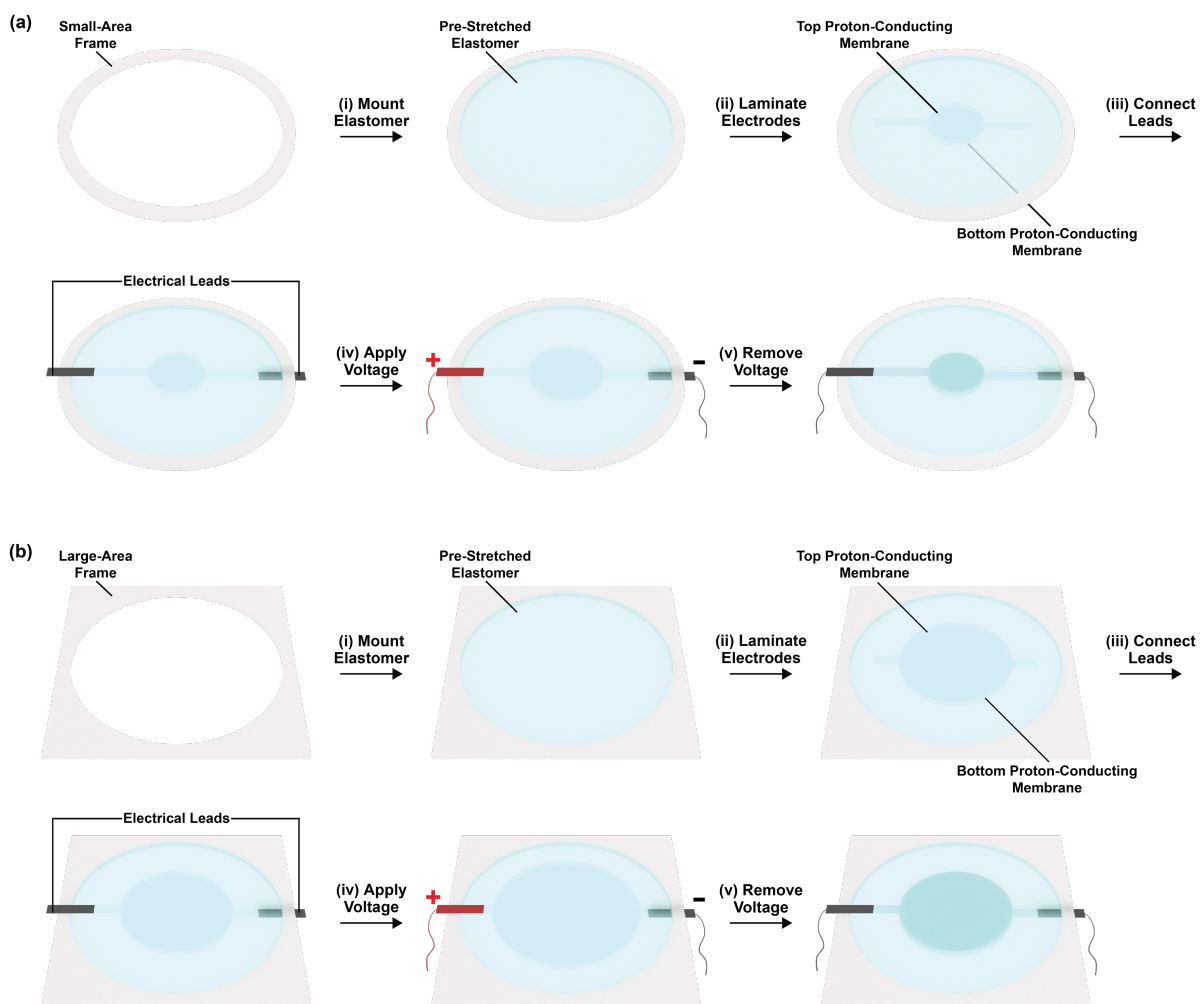 (a)
Small-Area
Frame
(i) Mount
Elastomer
Pre-Stretched
Elastomer
(ii) Laminate
Electrodes
Top Proton-Conducting
Membrane
Bottom Proton-Conducting
Membrane
(iii) Connect
Leads
Electrical Leads
(iv) Apply
Voltage
+
-
(v) Remove
Voltage
(b)
Large-Area
Frame
(i) Mount
Elastomer
Pre-Stretched
Elastomer
(ii) Laminate
Electrodes
Top Proton-Conducting
Membrane
Bottom Proton-Conducting
Membrane
(iii) Connect
Leads
Electrical Leads
(iv) Apply
Voltage
+
-
(v) Remove
Voltage